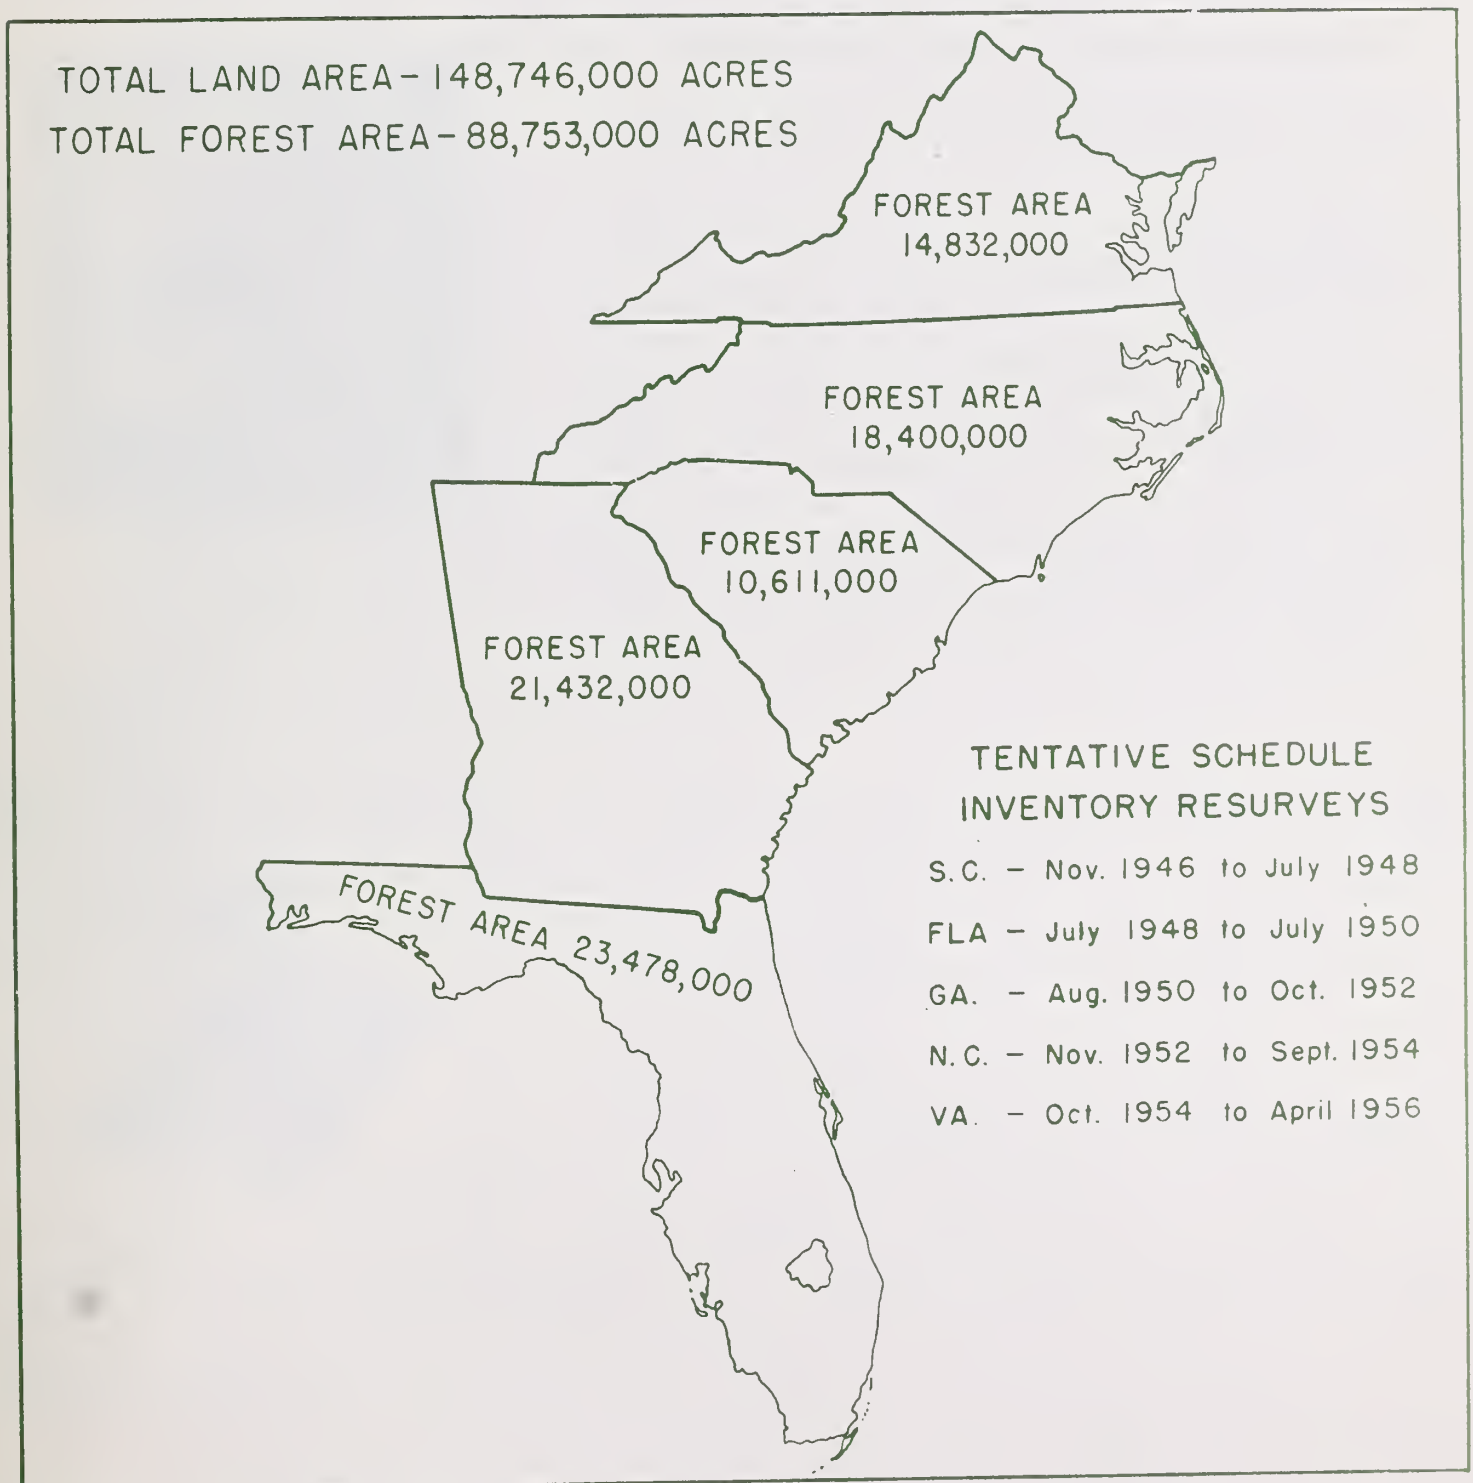 TOTAL LAND AREA–148,746,000 ACRES
TOTAL FOREST AREA–88,753,000 ACRES
FOREST AREA
14,832,000
FOREST AREA
18,400,000
FOREST AREA
10,611,000
FOREST AREA
21,432,000
FOREST AREA 23,478,000
TENTATIVE SCHEDULE
INVENTORY RESURVEYS
S.C. – Nov. 1946 to July 1948
FLA – July 1948 to July 1950
GA. – Aug. 1950 to Oct. 1952
N.C. – Nov. 1952 to Sept. 1954
VA. – Oct. 1954 to April 1956